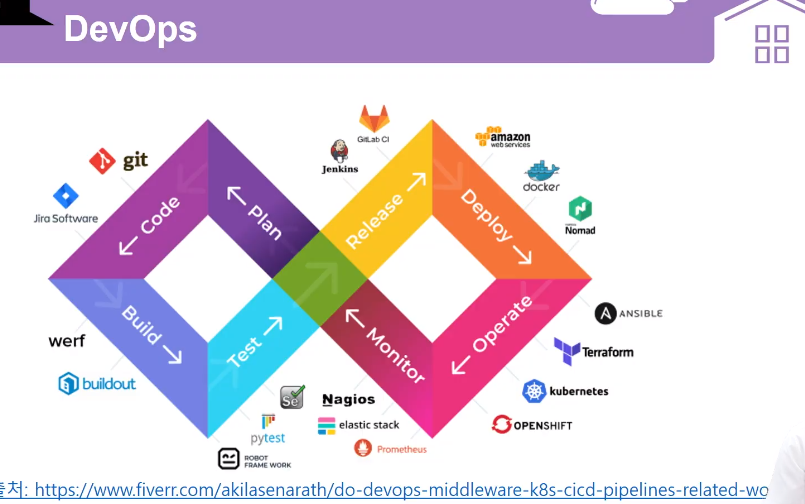 DevOps
GitLab CI
Jenkins
amazon
web services
docker
Nomad
git
Jira Software
Code
Plan
Release
Deploy
Build
Test
Monitor
Operate
werf
buildout
ANSIBLE
Terraform
kubernetes
OPENSHIFT
Se
pytest
ROBOT
FRAME WORK
Nagios
elastic stack
Prometheus
처: https://www.fiverr.com/akilasenarath/do-devops-middleware-k8s-cicd-pipelines-related-wo